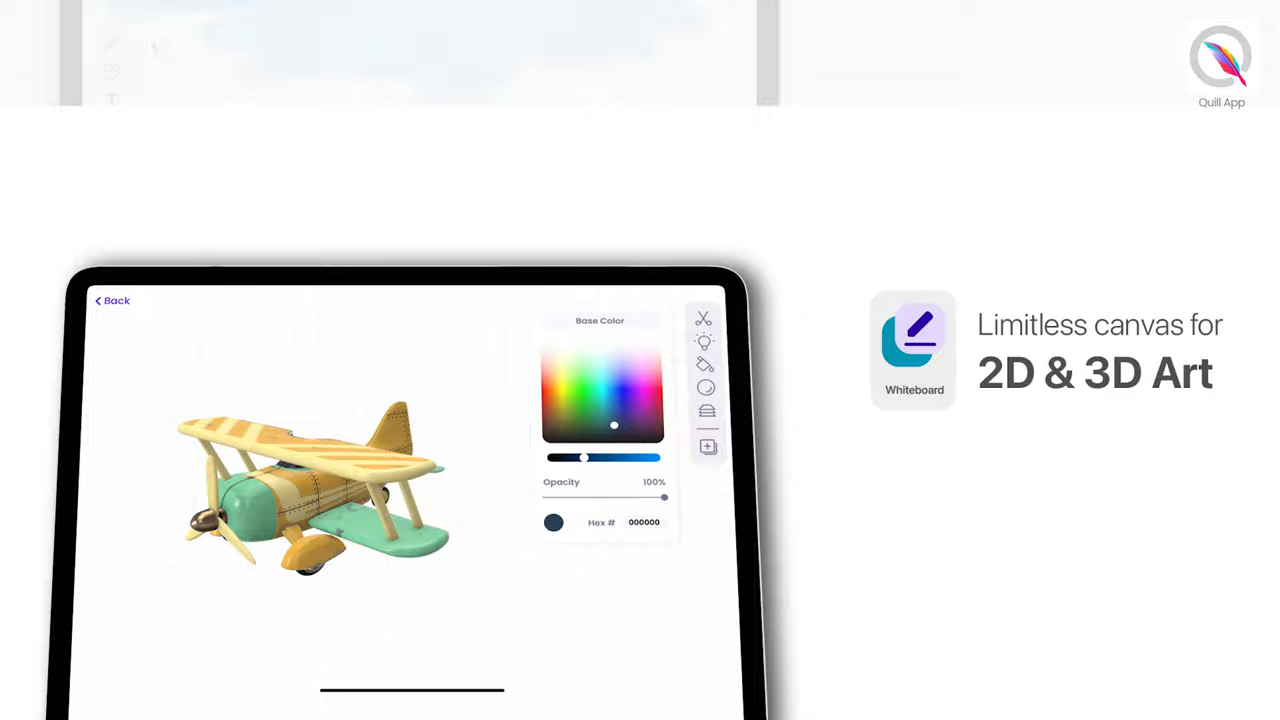 Quill App
Back
Base Color
Opacity 100%
Hex # 000000
Whiteboard
Limitless canvas for
2D & 3D Art